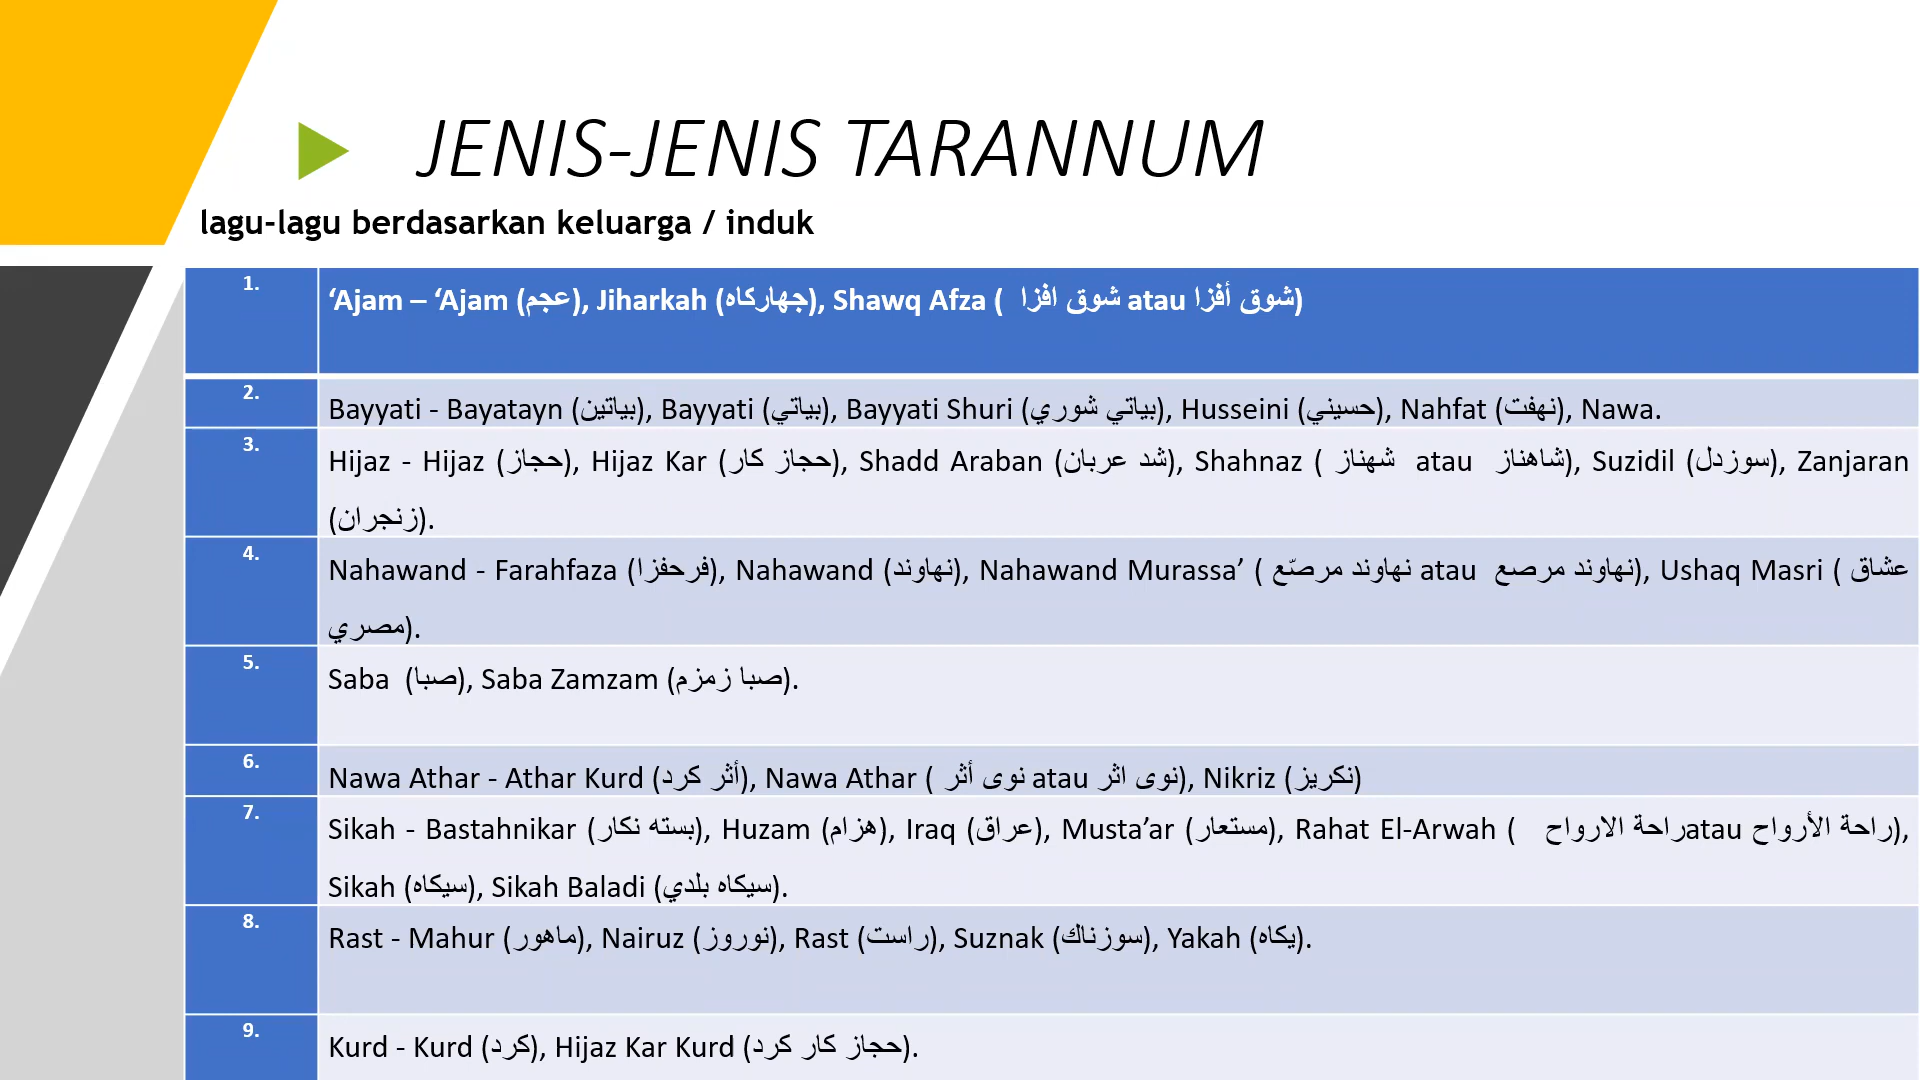 JENIS-JENIS TARANNUM
lagu-lagu berdasarkan keluarga / induk
1.
‘Ajam – ‘Ajam (عجم), Jiharkah (جهاركاه), Shawq Afza ( شوق افزا atau شوق أفزا)
2.
Bayyati - Bayatayn (بياتين), Bayyati (بياتي), Bayyati Shuri (بياتي شوري), Husseini (حسيني), Nahfat (نهفت), Nawa.
3.
Hijaz - Hijaz (حجاز), Hijaz Kar (حجاز كار), Shadd Araban (شد عربان), Shahnaz ( شهناز atau شاهناز), Suzidil (سوزدل), Zanjaran
(زنجران).
4.
Nahawand - Farahfaza (فرحفزا), Nahawand (نهاوند), Nahawand Murassa’ ( نهاوند مرصّع atau نهاوند مرصع), Ushaq Masri ( عشاق
مصري).
5.
Saba (صبا), Saba Zamzam (صبا زمزم).
6.
Nawa Athar - Athar Kurd (أثر كرد), Nawa Athar ( نوى أثر atau نوى اثر), Nikriz (نكريز)
7.
Sikah - Bastahnikar (بسته نكار), Huzam (هزام), Iraq (عراق), Musta’ar (مستعار), Rahat El-Arwah ( راحة الارواح atau راحة الأرواح),
Sikah (سيكاه), Sikah Baladi (سيكاه بلدي).
8.
Rast - Mahur (ماهور), Nairuz (نوروز), Rast (راست), Suznak (سوزناك), Yakah (يكاه).
9.
Kurd - Kurd (كرد), Hijaz Kar Kurd (حجاز كار كرد).